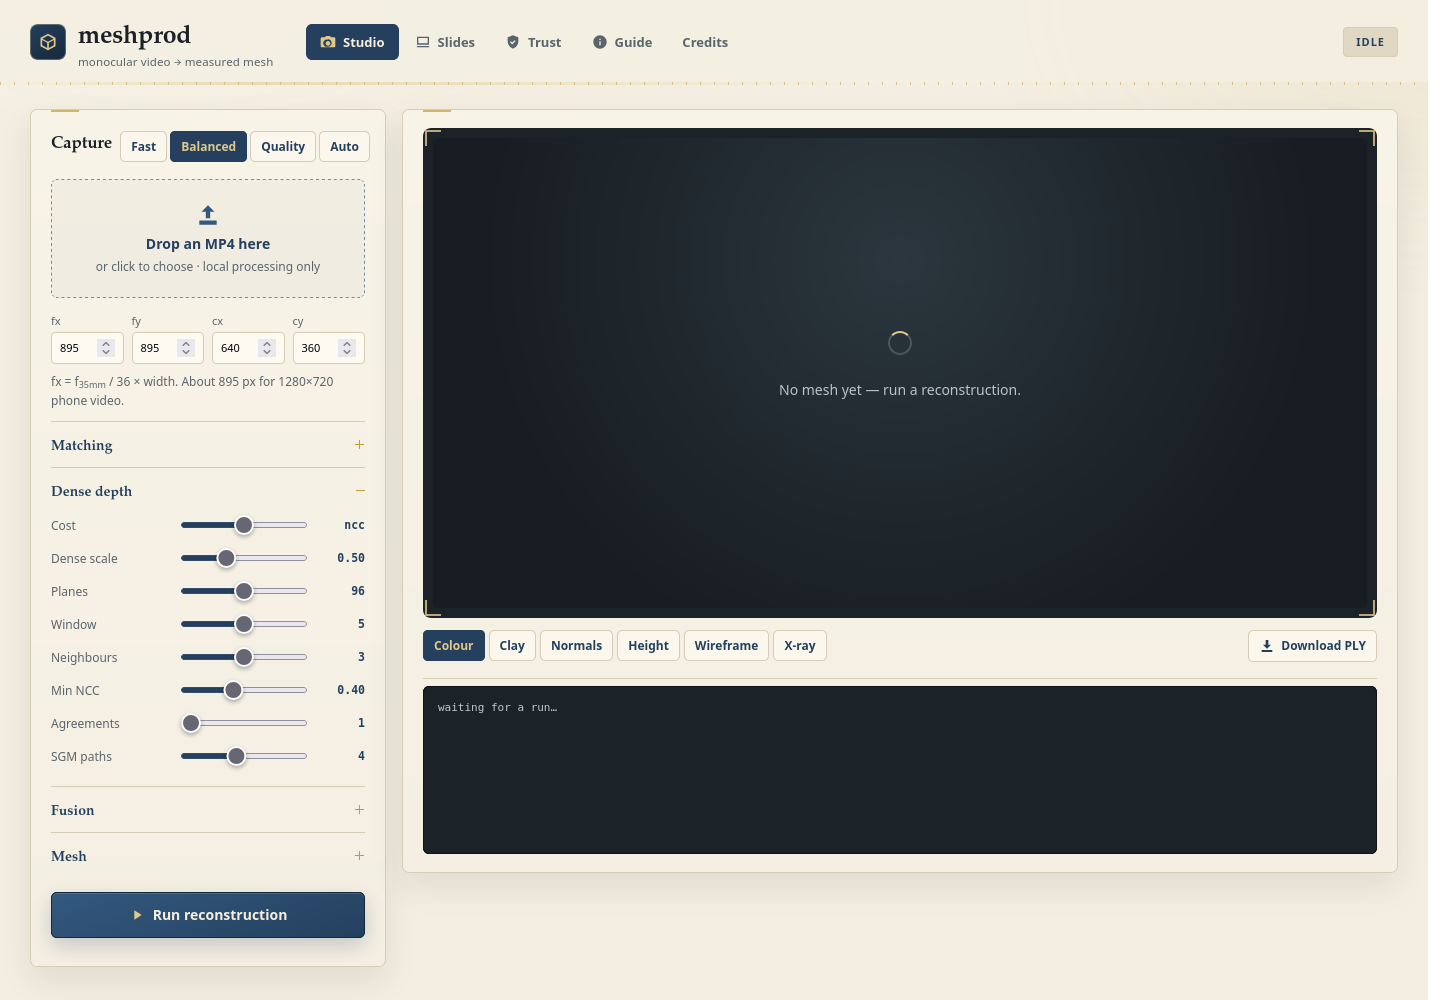 meshprod
monocular video → measured mesh
Studio
Slides
Trust
Guide
Credits
IDLE
Capture
Fast
Balanced
Quality
Auto
Drop an MP4 here
or click to choose · local processing only
fx fy cx cy
895 895 640 360
fx = f35mm / 36 × width. About 895 px for 1280×720
phone video.
Matching +
Dense depth −
Cost ncc
Dense scale 0.50
Planes 96
Window 5
Neighbours 3
Min NCC 0.40
Agreements 1
SGM paths 4
Fusion +
Mesh +
Run reconstruction
No mesh yet — run a reconstruction.
Colour
Clay
Normals
Height
Wireframe
X-ray
Download PLY
waiting for a run…